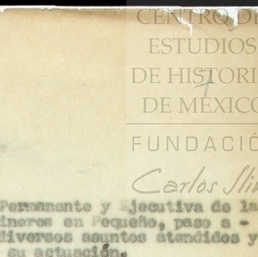 CENTRO DE
ESTUDIOS
DE HISTORI
DE MÉXICO
FUNDACIÓ
Carlos Sli
Permanente y Ejecutiva de la
ineros en Pequeño, paso a -
diversos asuntos atendidos y
su actuación.